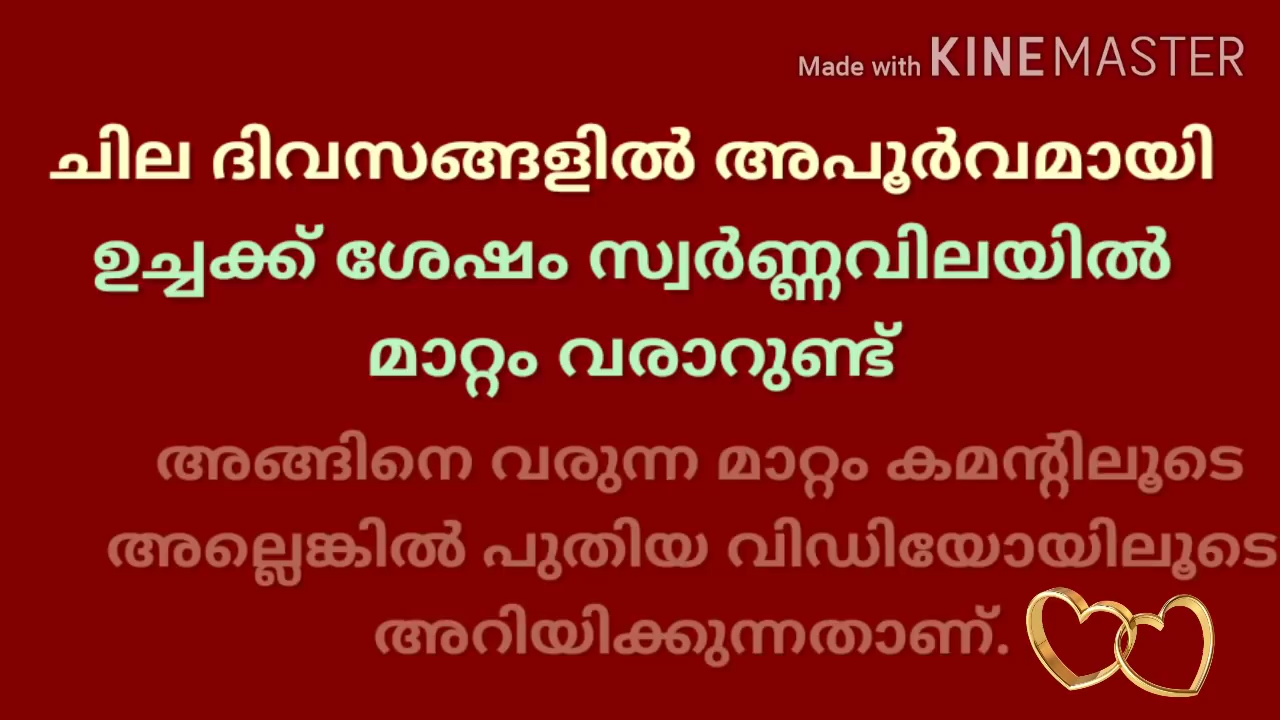 Made with KINEMASTER
ചില ദിവസങ്ങളിൽ അപൂർവമായി
ഉച്ചക്ക് ശേഷം സ്വർണ്ണവിലയിൽ
മാറ്റം വരാറുണ്ട്
അങ്ങിനെ വരുന്ന മാറ്റം കമന്റിലൂടെ
അല്ലെങ്കിൽ പുതിയ വിഡിയോയിലൂടെ
അറിയിക്കുന്നതാണ്.